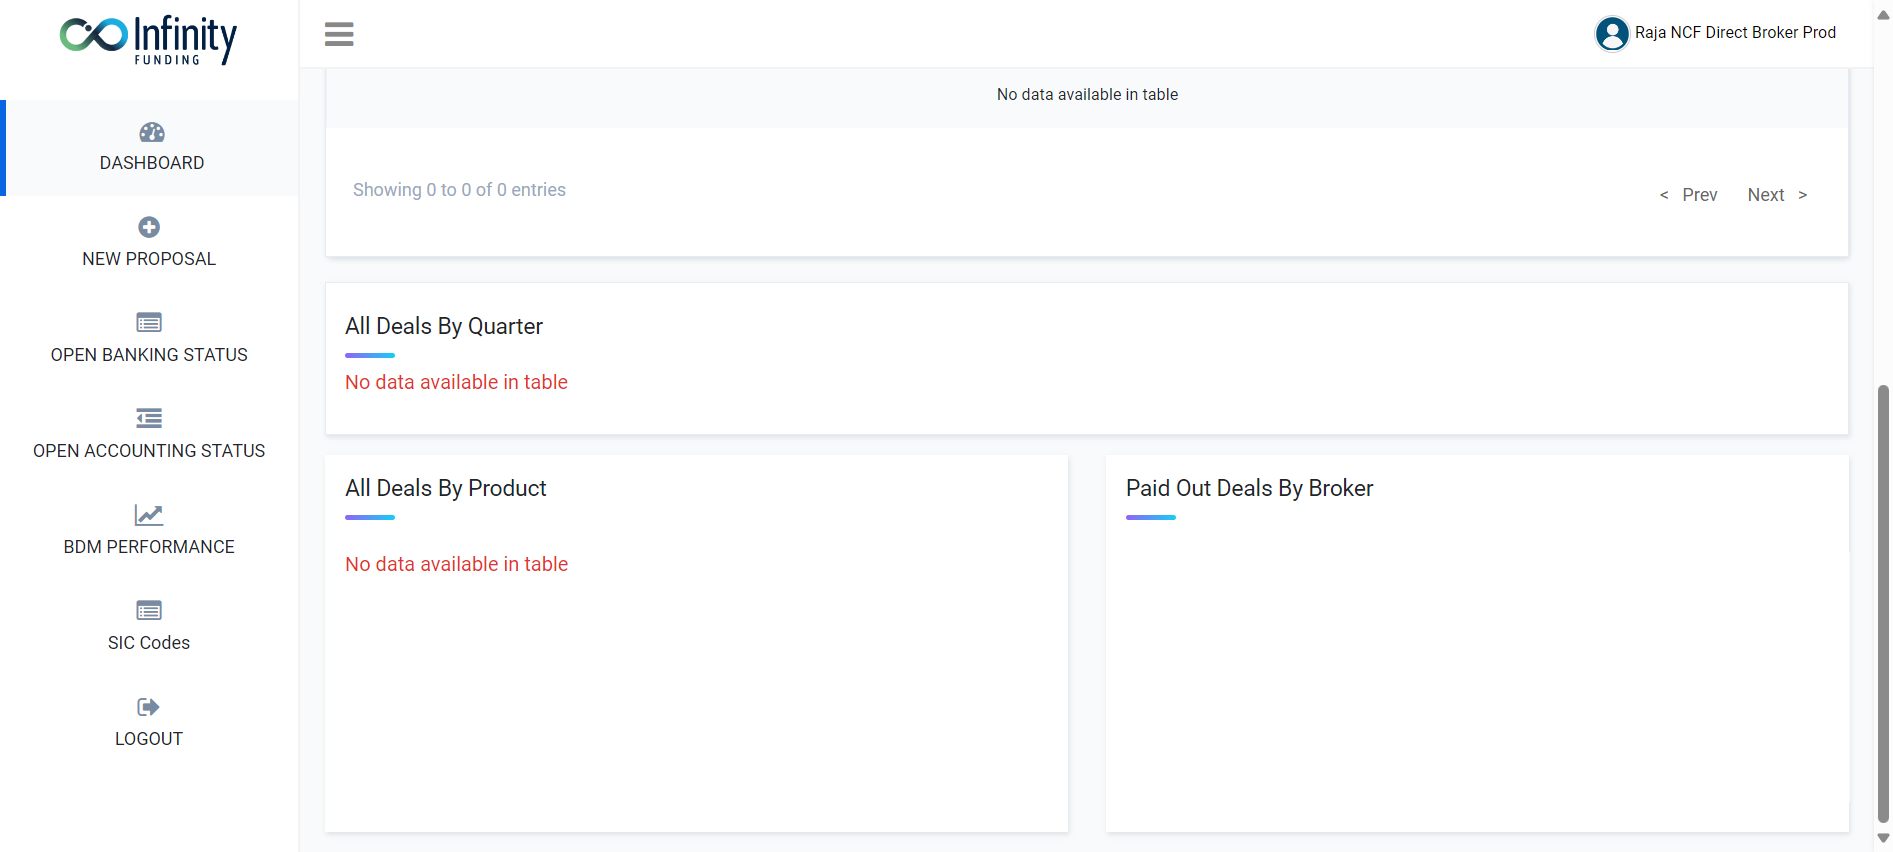 Infinity
FUNDING
Raja NCF Direct Broker Prod
DASHBOARD
NEW PROPOSAL
OPEN BANKING STATUS
OPEN ACCOUNTING STATUS
BDM PERFORMANCE
SIC Codes
LOGOUT
No data available in table
Showing 0 to 0 of 0 entries
< Prev Next >
All Deals By Quarter
No data available in table
All Deals By Product
No data available in table
Paid Out Deals By Broker